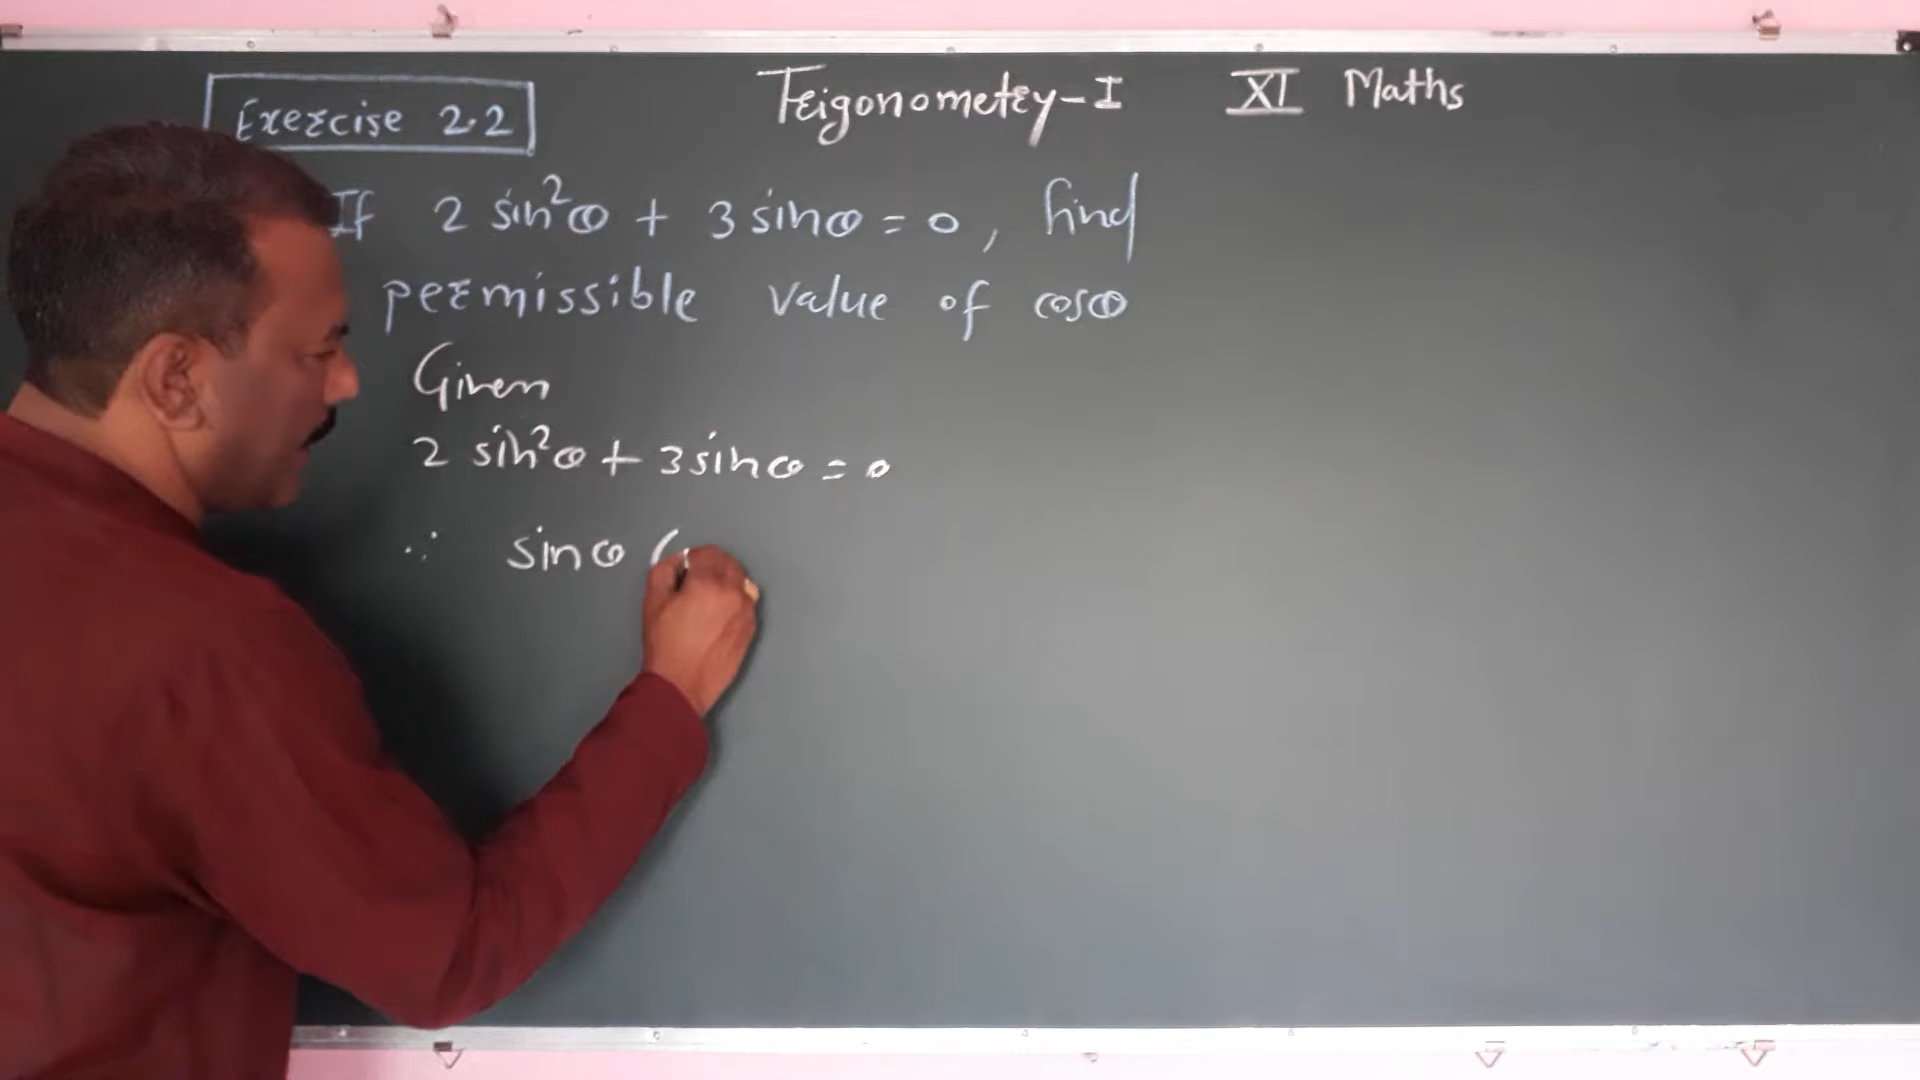 Exercise 2.2
Trigonometry-I XI Maths
If 2 sin²θ + 3 sinθ = 0, find
permissible value of cosθ
Given
2 sin²θ + 3 sinθ = 0
∴ sinθ (